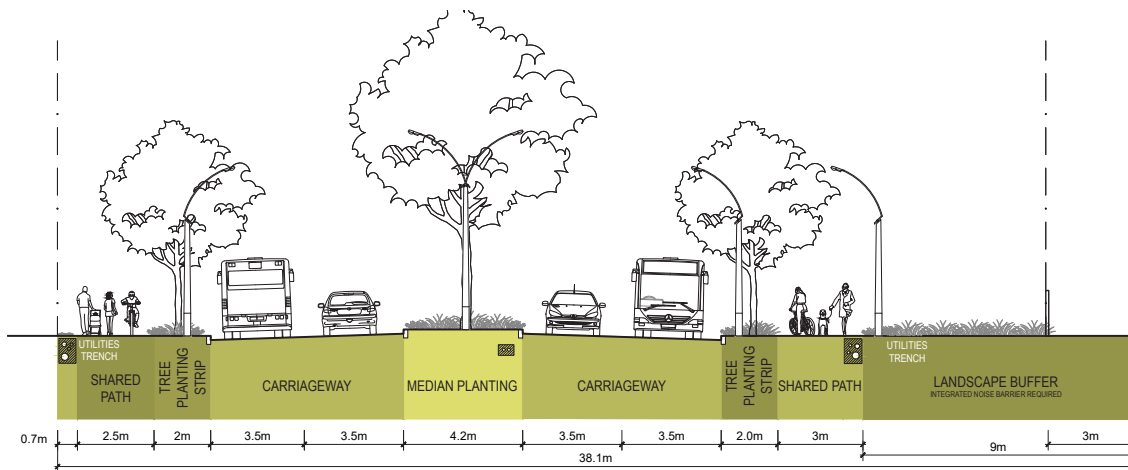 UTILITIES
TRENCH
SHARED
PATH
TREE
PLANTING
STRIP
CARRIAGEWAY
MEDIAN PLANTING
CARRIAGEWAY
TREE
PLANTING
STRIP
SHARED PATH
UTILITIES
TRENCH
LANDSCAPE BUFFER
INTEGRATED NOISE BARRIER REQUIRED
0.7m
2.5m
2m
3.5m
3.5m
4.2m
3.5m
3.5m
2.0m
3m
9m
3m
38.1m